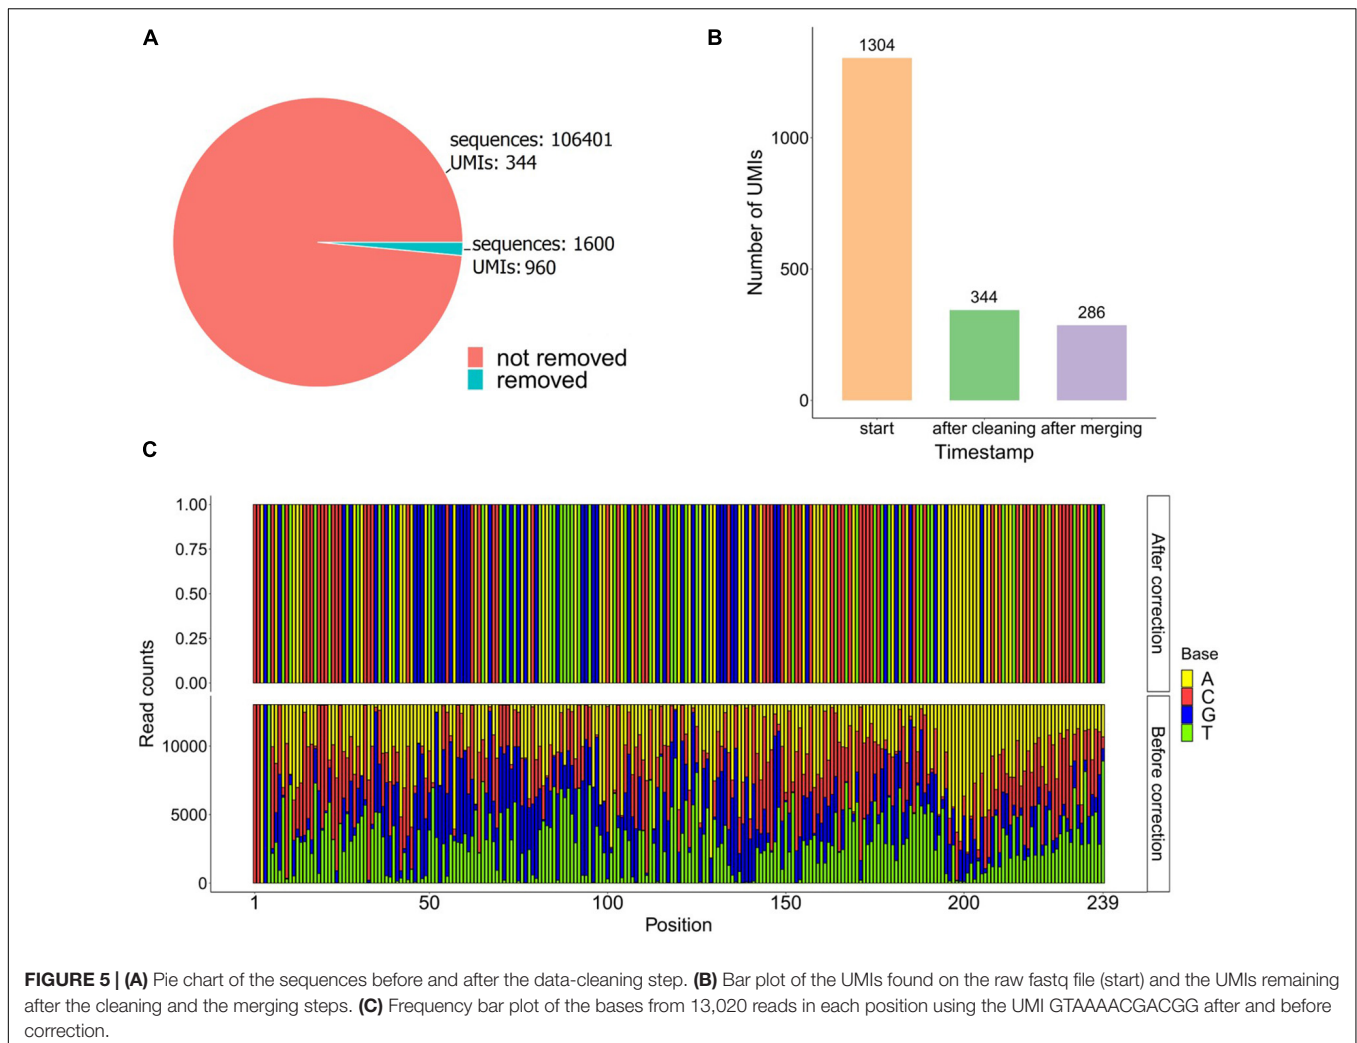 A
sequences: 106401
UMIs: 344
sequences: 1600
UMIs: 960
not removed
removed
B
Number of UMIs
1000
500
0
1304
344
286
start
after cleaning
after merging
Timestamp
C
Read counts
1.00
0.75
0.50
0.25
0.00
After correction
10000
5000
0
Before correction
1
50
100
150
200
239
Position
Base
A
C
G
T
FIGURE 5 | (A) Pie chart of the sequences before and after the data-cleaning step. (B) Bar plot of the UMIs found on the raw fastq file (start) and the UMIs remaining
after the cleaning and the merging steps. (C) Frequency bar plot of the bases from 13,020 reads in each position using the UMI GTAAAACGACGG after and before
correction.